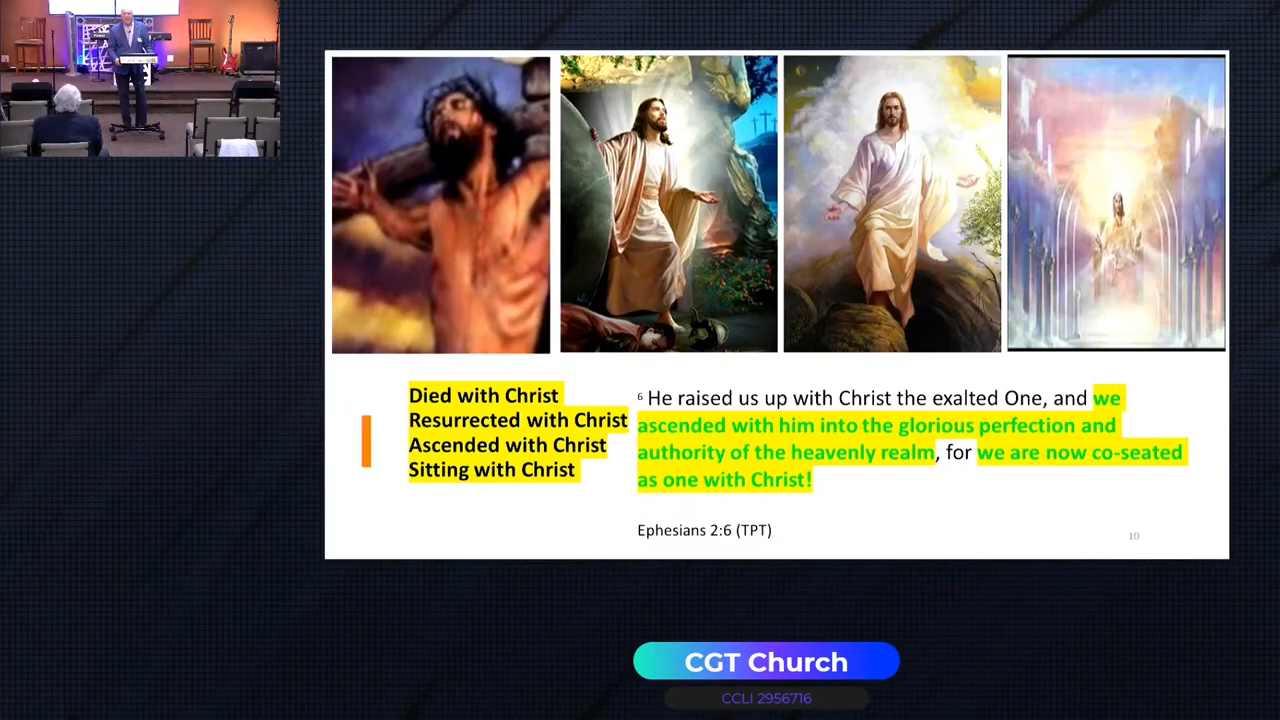 Died with Christ
Resurrected with Christ
Ascended with Christ
Sitting with Christ
⁶ He raised us up with Christ the exalted One, and we
ascended with him into the glorious perfection and
authority of the heavenly realm, for we are now co-seated
as one with Christ!
Ephesians 2:6 (TPT)
10
CGT Church
CCLI 2956716